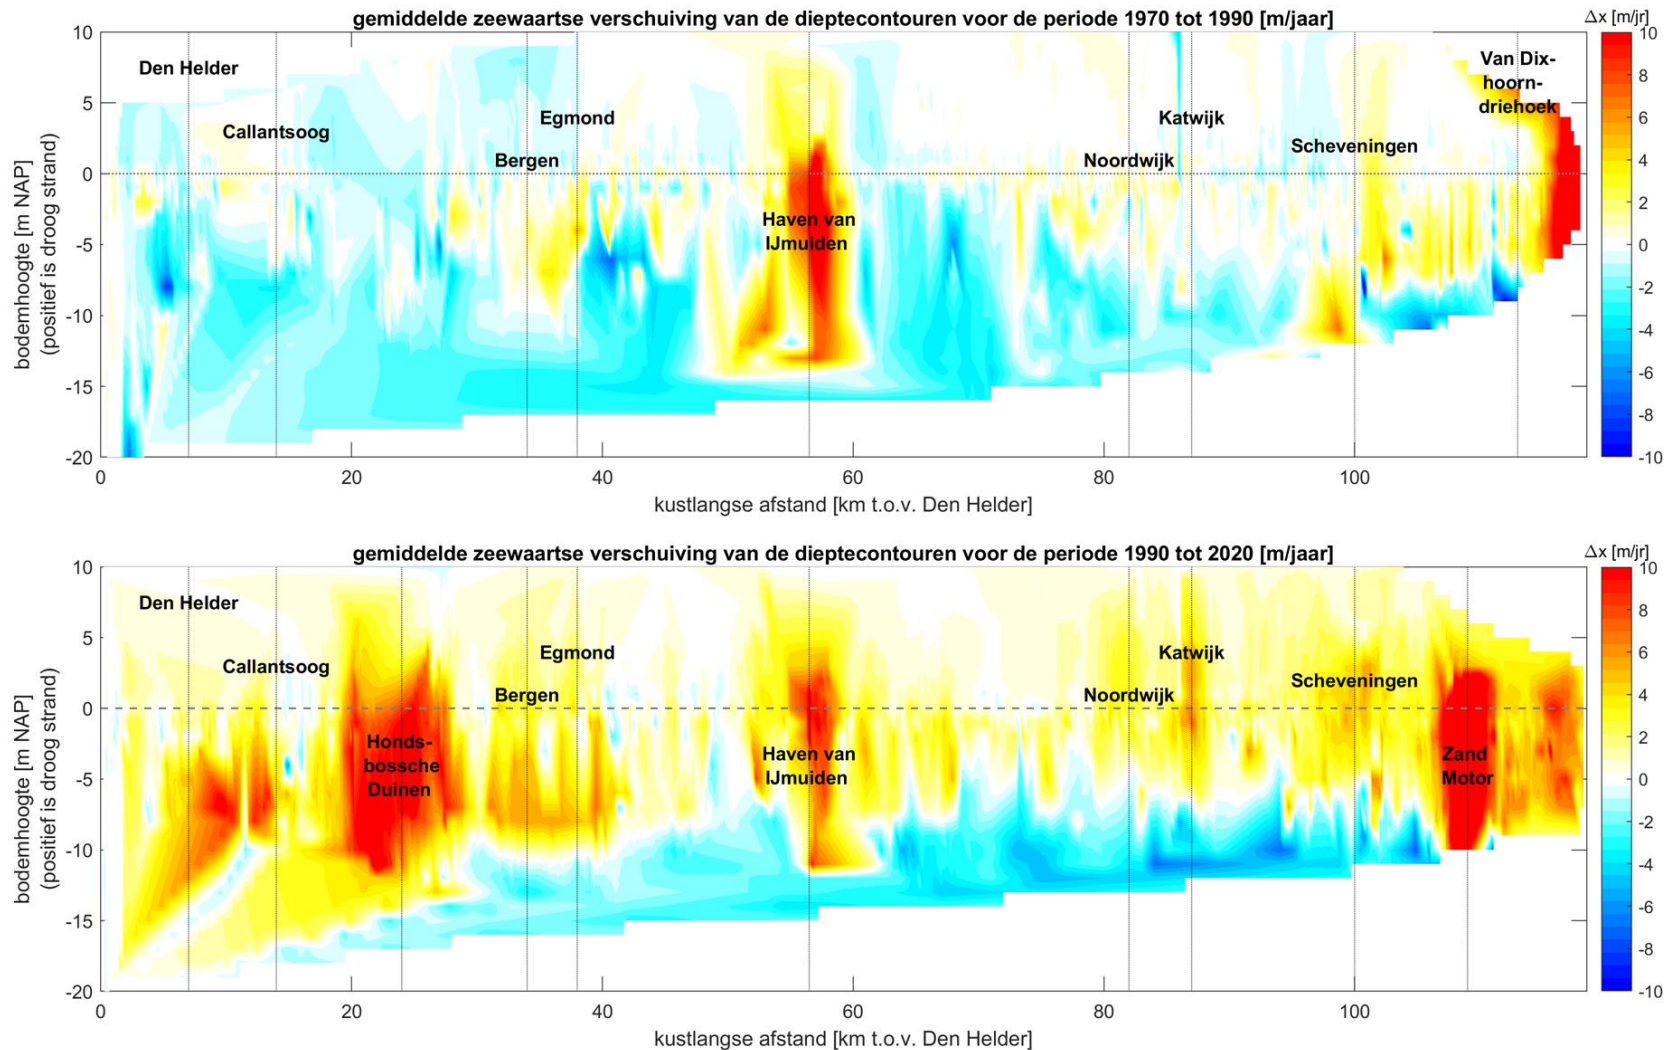 gemiddelde zeewaartse verschuiving van de dieptecontouren voor de periode 1970 tot 1990 [m/jaar]
Δx [m/jr]
bodemhoogte [m NAP]
(positief is droog strand)
10
5
0
-5
-10
-15
-20
Den Helder
Callantsoog
Egmond
Bergen
Haven van
IJmuiden
Katwijk
Noordwijk
Scheveningen
Van Dix-
hoorn-
driehoek
0
20
40
60
80
100
kustlangse afstand [km t.o.v. Den Helder]
10
8
6
4
2
0
-2
-4
-6
-8
-10
gemiddelde zeewaartse verschuiving van de dieptecontouren voor de periode 1990 tot 2020 [m/jaar]
Δx [m/jr]
bodemhoogte [m NAP]
(positief is droog strand)
10
5
0
-5
-10
-15
-20
Den Helder
Callantsoog
Egmond
Bergen
Honds-
bossche
Duinen
Haven van
IJmuiden
Katwijk
Noordwijk
Scheveningen
Zand
Motor
0
20
40
60
80
100
kustlangse afstand [km t.o.v. Den Helder]
10
8
6
4
2
0
-2
-4
-6
-8
-10